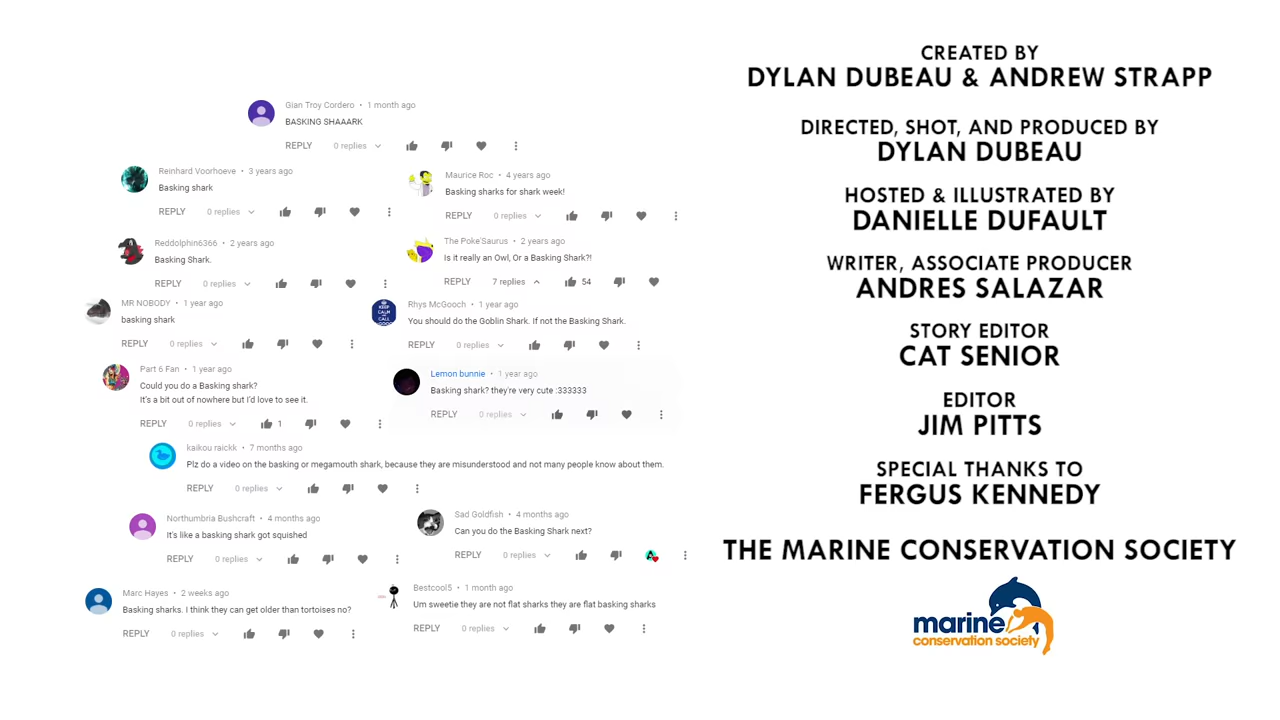 Gian Troy Cordero • 1 month ago
BASKING SHAAARK
REPLY 0 replies
Reinhard Voorhoeve • 3 years ago
Basking shark
REPLY 0 replies
Maurice Roc • 4 years ago
Basking sharks for shark week!
REPLY 0 replies
Reddolphin6366 • 2 years ago
Basking Shark.
REPLY 0 replies
The Poke'Saurus • 2 years ago
Is it really an Owl, Or a Basking Shark?!
REPLY 7 replies 54
MR NOBODY • 1 year ago
basking shark
REPLY 0 replies
KEEP
CALM
AND
CALL
Rhys McGooch • 1 year ago
You should do the Goblin Shark. If not the Basking Shark.
REPLY 0 replies
Part 6 Fan • 1 year ago
Could you do a Basking shark?
It's a bit out of nowhere but I'd love to see it.
REPLY 0 replies 1
Lemon bunnie • 1 year ago
Basking shark? they're very cute :333333
REPLY 0 replies
kaikou raickk • 7 months ago
Plz do a video on the basking or megamouth shark, because they are misunderstood and not many people know about them.
REPLY 0 replies
Northumbria Bushcraft • 4 months ago
It's like a basking shark got squished
REPLY 0 replies
Sad Goldfish • 4 months ago
Can you do the Basking Shark next?
REPLY 0 replies
Marc Hayes • 2 weeks ago
Basking sharks. I think they can get older than tortoises no?
REPLY 0 replies
Bestcool5 • 1 month ago
Um sweetie they are not flat sharks they are flat basking sharks
REPLY 0 replies
CREATED BY
DYLAN DUBEAU & ANDREW STRAPP
DIRECTED, SHOT, AND PRODUCED BY
DYLAN DUBEAU
HOSTED & ILLUSTRATED BY
DANIELLE DUFAULT
WRITER, ASSOCIATE PRODUCER
ANDRES SALAZAR
STORY EDITOR
CAT SENIOR
EDITOR
JIM PITTS
SPECIAL THANKS TO
FERGUS KENNEDY
THE MARINE CONSERVATION SOCIETY
marine
conservation society